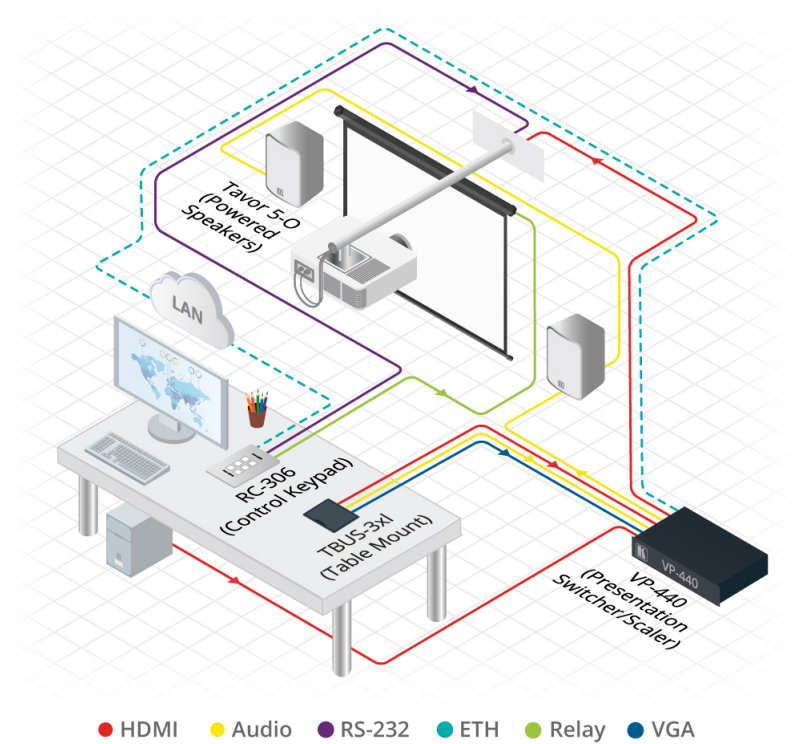 Tavor 5-O
(Powered
Speakers)
LAN
RC-306
(Control Keypad)
TBUS-3xl
(Table Mount)
K VP-440
VP-440
(Presentation
Switcher/Scaler)
HDMI Audio RS-232 ETH Relay VGA